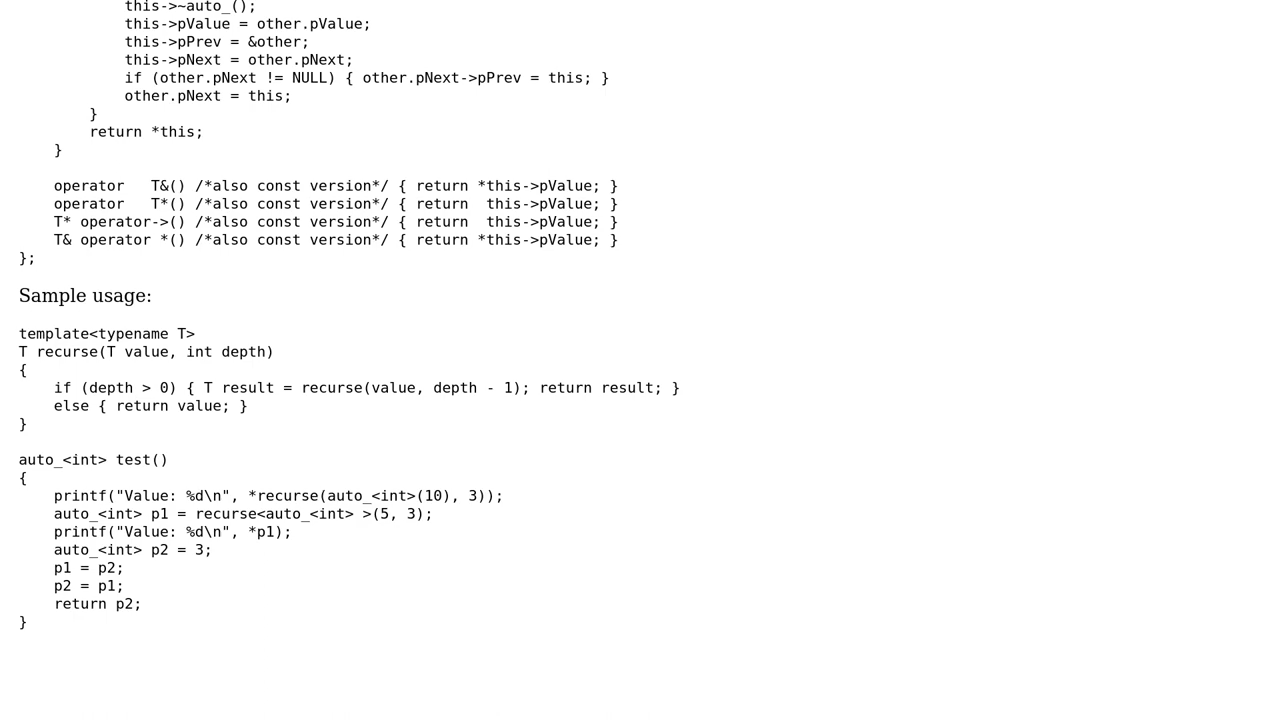 this->~auto_();
            this->pValue = other.pValue;
            this->pPrev = &other;
            this->pNext = other.pNext;
            if (other.pNext != NULL) { other.pNext->pPrev = this; }
            other.pNext = this;
        }
        return *this;
    }

    operator   T&() /*also const version*/ { return *this->pValue; }
    operator   T*() /*also const version*/ { return  this->pValue; }
    T* operator->() /*also const version*/ { return  this->pValue; }
    T& operator *() /*also const version*/ { return *this->pValue; }
};

Sample usage:

template<typename T>
T recurse(T value, int depth)
{
    if (depth > 0) { T result = recurse(value, depth - 1); return result; }
    else { return value; }
}

auto_<int> test()
{
    printf("Value: %d\n", *recurse(auto_<int>(10), 3));
    auto_<int> p1 = recurse<auto_<int> >(5, 3);
    printf("Value: %d\n", *p1);
    auto_<int> p2 = 3;
    p1 = p2;
    p2 = p1;
    return p2;
}